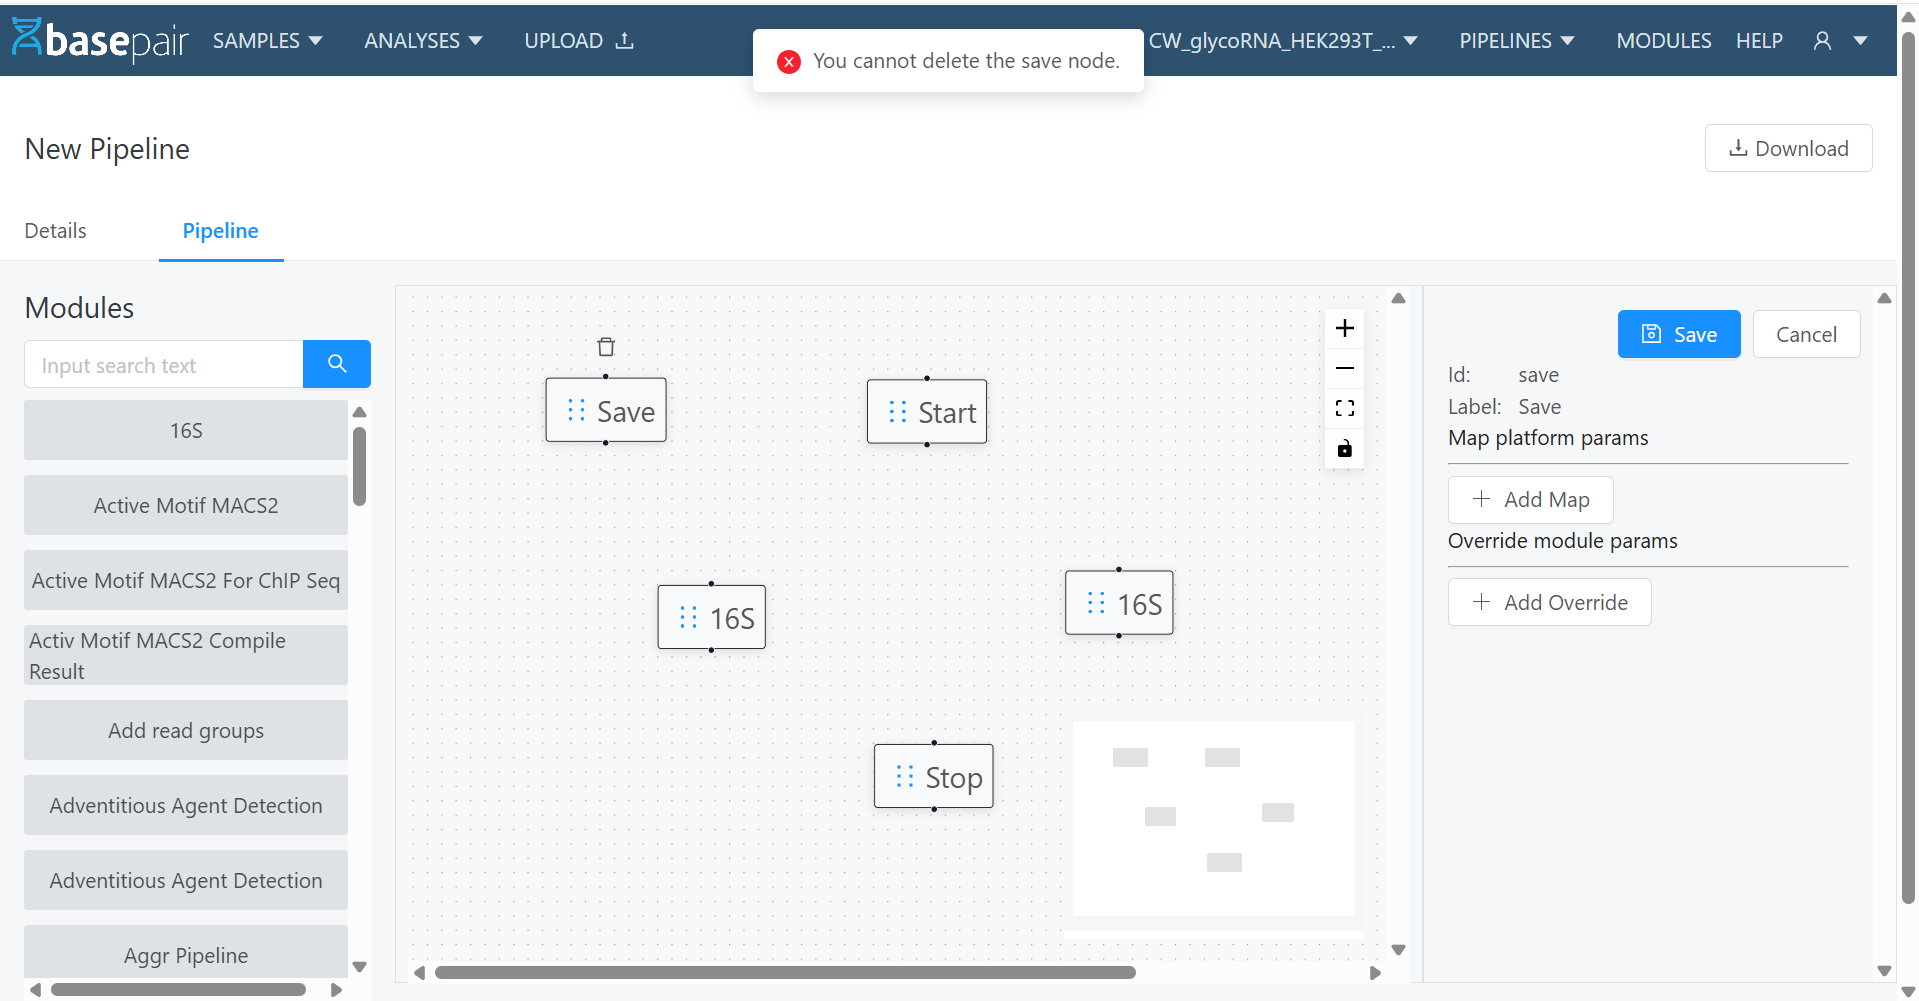 basepair
SAMPLES
ANALYSES
UPLOAD
You cannot delete the save node.
CW_glycoRNA_HEK293T_...
PIPELINES
MODULES
HELP
New Pipeline
Download
Details
Pipeline
Modules
Input search text
16S
Active Motif MACS2
Active Motif MACS2 For ChIP Seq
Activ Motif MACS2 Compile
Result
Add read groups
Adventitious Agent Detection
Adventitious Agent Detection
Aggr Pipeline
Save
Start
16S
16S
Stop
Save
Cancel
Id: save
Label: Save
Map platform params
Add Map
Override module params
Add Override